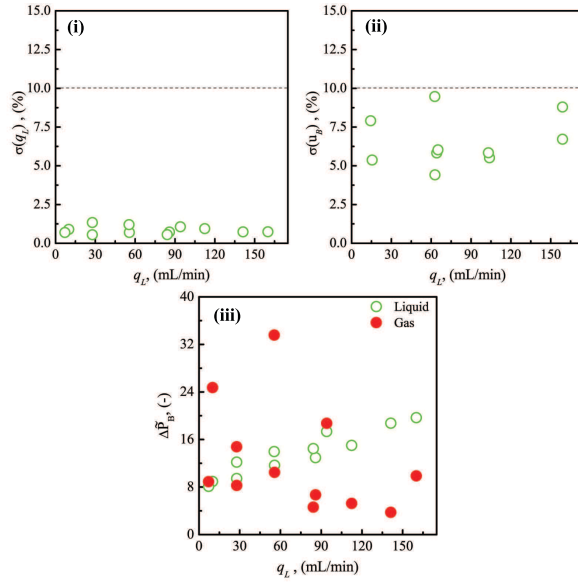 (i)
15.0
12.5
10.0
7.5
5.0
2.5
0.0
σ(q_L) , (%)
0 30 60 90 120 150
q_L, (mL/min)
(ii)
15.0
12.5
10.0
7.5
5.0
2.5
0.0
σ(u_B) , (%)
0 30 60 90 120 150
q_L, (mL/min)
(iii)
Liquid
Gas
40
32
24
16
8
0
ΔP̃_B, (-)
0 30 60 90 120 150
q_L , (mL/min)